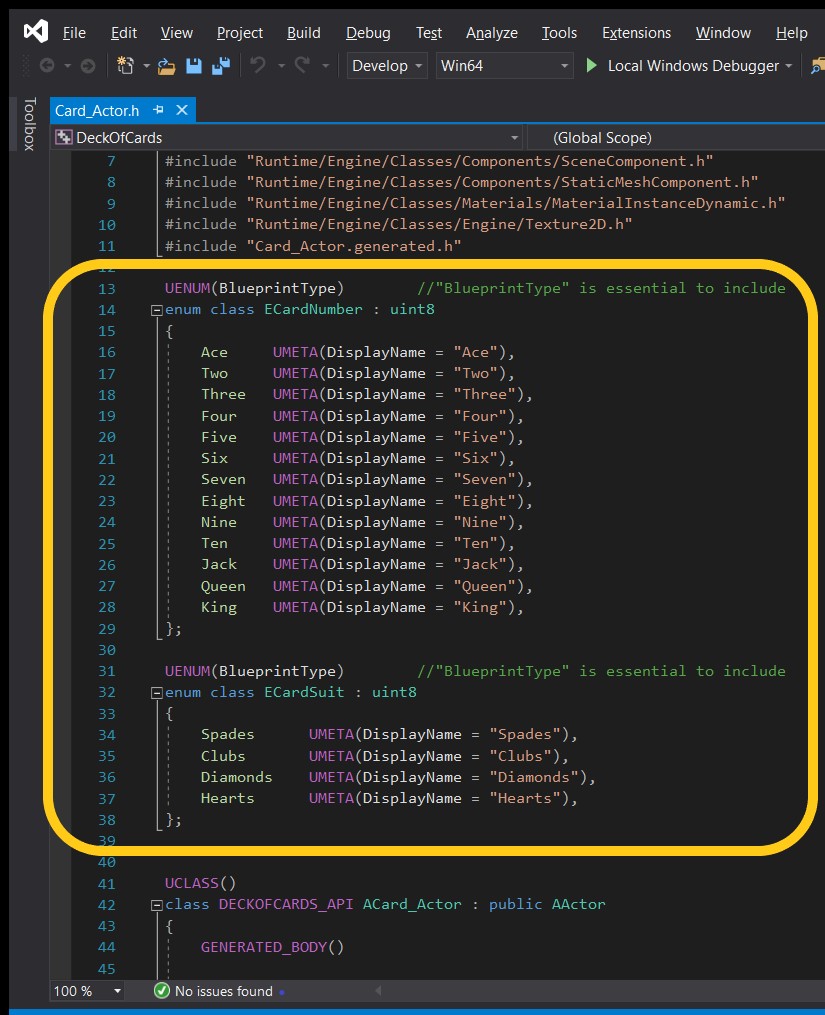 File Edit View Project Build Debug Test Analyze Tools Extensions Window Help
Develop Win64 Local Windows Debugger
Toolbox
Card_Actor.h
DeckOfCards (Global Scope)
7 #include "Runtime/Engine/Classes/Components/SceneComponent.h"
8 #include "Runtime/Engine/Classes/Components/StaticMeshComponent.h"
9 #include "Runtime/Engine/Classes/Materials/MaterialInstanceDynamic.h"
10 #include "Runtime/Engine/Classes/Engine/Texture2D.h"
11 #include "Card_Actor.generated.h"
12
13 UENUM(BlueprintType) //"BlueprintType" is essential to include
14 enum class ECardNumber : uint8
15 {
16 Ace UMETA(DisplayName = "Ace"),
17 Two UMETA(DisplayName = "Two"),
18 Three UMETA(DisplayName = "Three"),
19 Four UMETA(DisplayName = "Four"),
20 Five UMETA(DisplayName = "Five"),
21 Six UMETA(DisplayName = "Six"),
22 Seven UMETA(DisplayName = "Seven"),
23 Eight UMETA(DisplayName = "Eight"),
24 Nine UMETA(DisplayName = "Nine"),
25 Ten UMETA(DisplayName = "Ten"),
26 Jack UMETA(DisplayName = "Jack"),
27 Queen UMETA(DisplayName = "Queen"),
28 King UMETA(DisplayName = "King"),
29 };
30
31 UENUM(BlueprintType) //"BlueprintType" is essential to include
32 enum class ECardSuit : uint8
33 {
34 Spades UMETA(DisplayName = "Spades"),
35 Clubs UMETA(DisplayName = "Clubs"),
36 Diamonds UMETA(DisplayName = "Diamonds"),
37 Hearts UMETA(DisplayName = "Hearts"),
38 };
39
40
41 UCLASS()
42 class DECKOFCARDS_API ACard_Actor : public AActor
43 {
44 GENERATED_BODY()
45
100 % No issues found